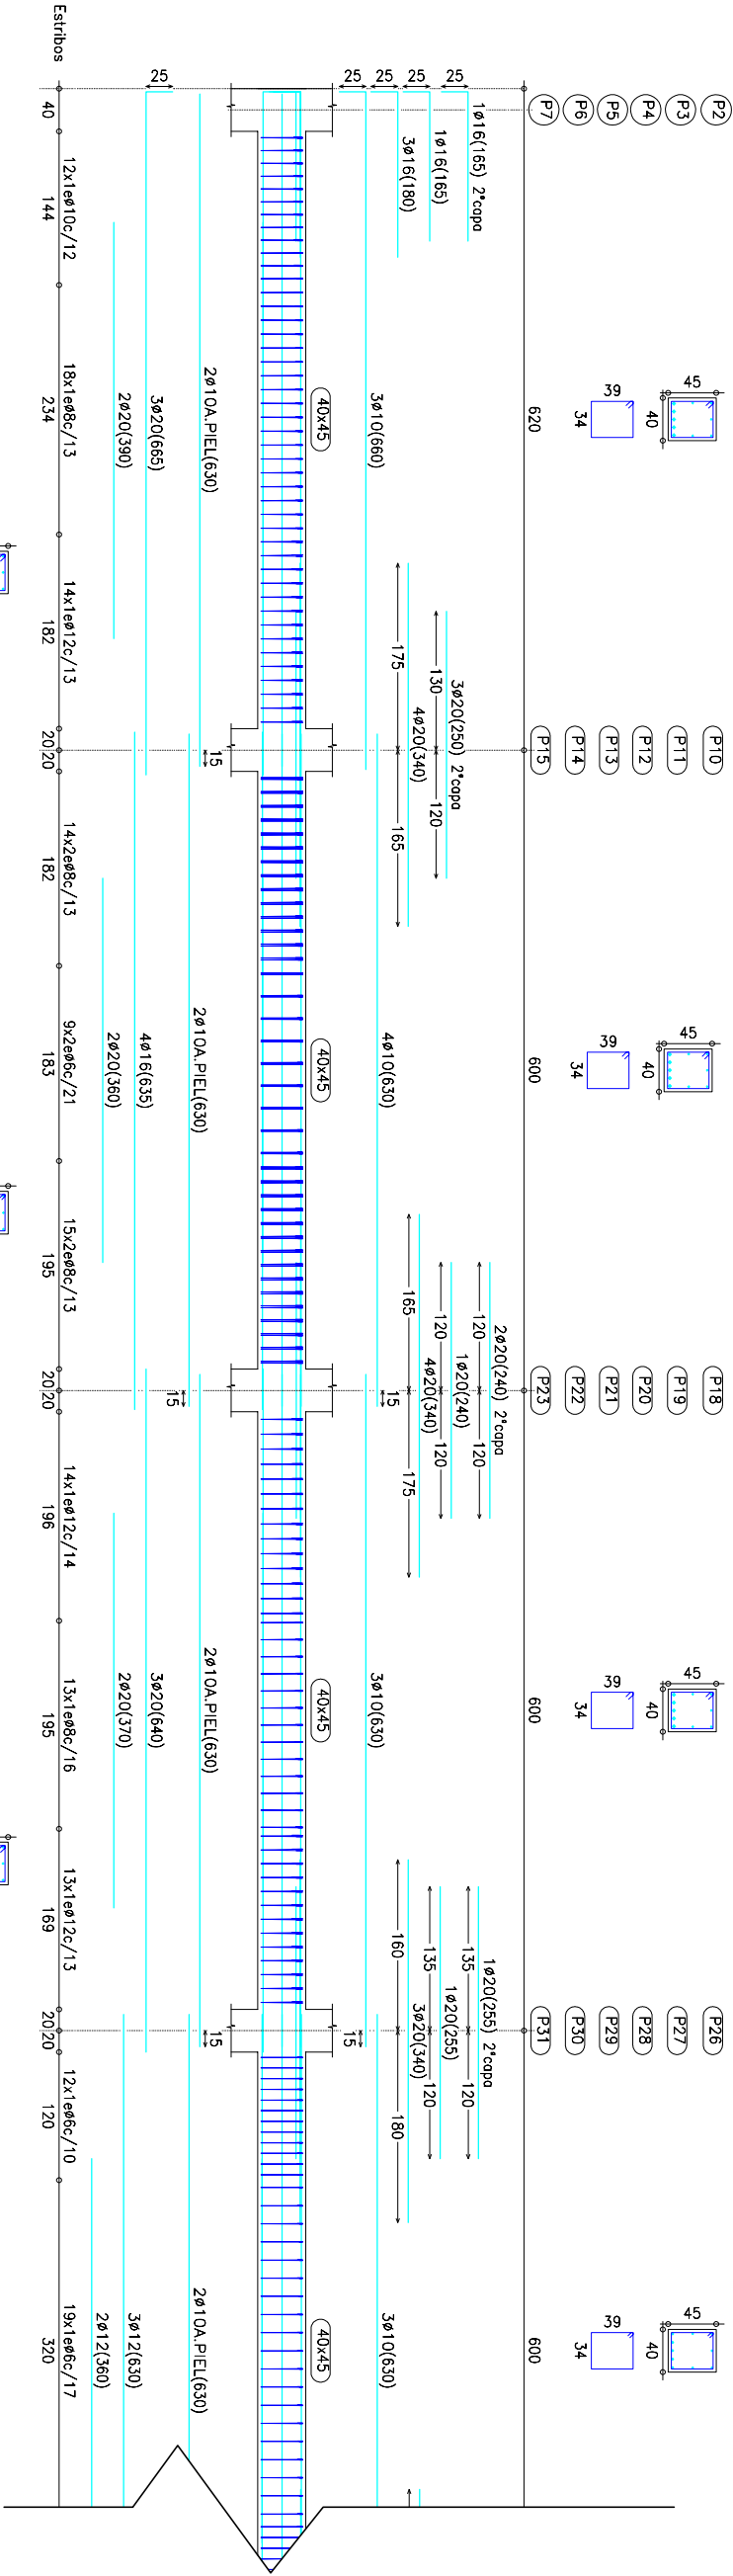 P2
P3
P4
P5
P6
P7
P10
P11
P12
P13
P14
P15
P18
P19
P20
P21
P22
P23
P26
P27
P28
P29
P30
P31
45
40
39
34
45
40
39
34
45
40
39
34
45
40
39
34
620
600
600
600
1ø16(165) 2ªcapa
25
1ø16(165)
25
3ø16(180)
25
25
3ø20(250) 2ªcapa
130
120
4ø20(340)
175
165
2ø20(240) 2ªcapa
120
120
1ø20(240)
120
120
4ø20(340)
165
175
1ø20(255) 2ªcapa
135
120
1ø20(255)
135
120
3ø20(340)
160
180
3ø10(660)
4ø10(630)
15
3ø10(630)
15
3ø10(630)
40x45
40x45
40x45
40x45
2ø10A.PIEL(630)
15
2ø10A.PIEL(630)
15
2ø10A.PIEL(630)
15
2ø10A.PIEL(630)
25
3ø20(665)
4ø16(635)
3ø20(640)
3ø12(630)
2ø20(390)
2ø20(360)
2ø20(370)
2ø12(360)
Estribos
12x1eø10c/12
18x1eø8c/13
14x1eø12c/13
14x2eø8c/13
9x2eø6c/21
15x2eø8c/13
14x1eø12c/14
13x1eø8c/16
13x1eø12c/13
12x1eø6c/10
19x1eø6c/17
40
144
234
182
20
20
182
183
195
20
20
196
195
169
20
20
120
320